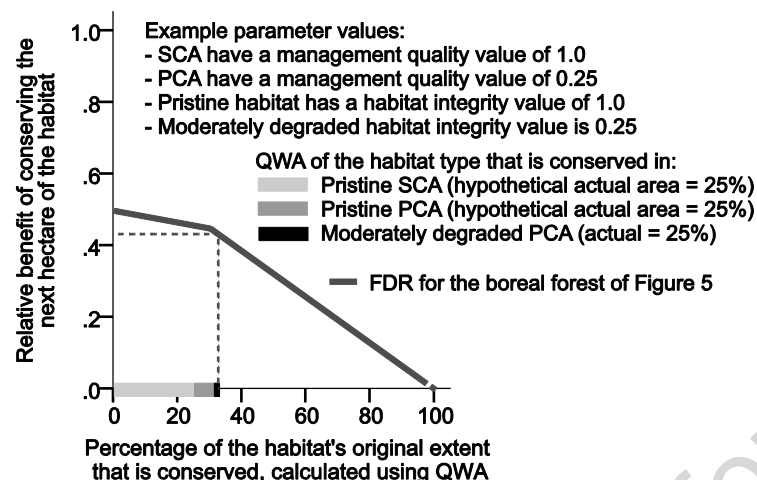 Example parameter values:
- SCA have a management quality value of 1.0
- PCA have a management quality value of 0.25
- Pristine habitat has a habitat integrity value of 1.0
- Moderately degraded habitat integrity value is 0.25
QWA of the habitat type that is conserved in:
Pristine SCA (hypothetical actual area = 25%)
Pristine PCA (hypothetical actual area = 25%)
Moderately degraded PCA (actual = 25%)
FDR for the boreal forest of Figure 5
Relative benefit of conserving the
next hectare of the habitat
1.0
.8
.6
.4
.2
.0
0 20 40 60 80 100
Percentage of the habitat's original extent
that is conserved, calculated using QWA